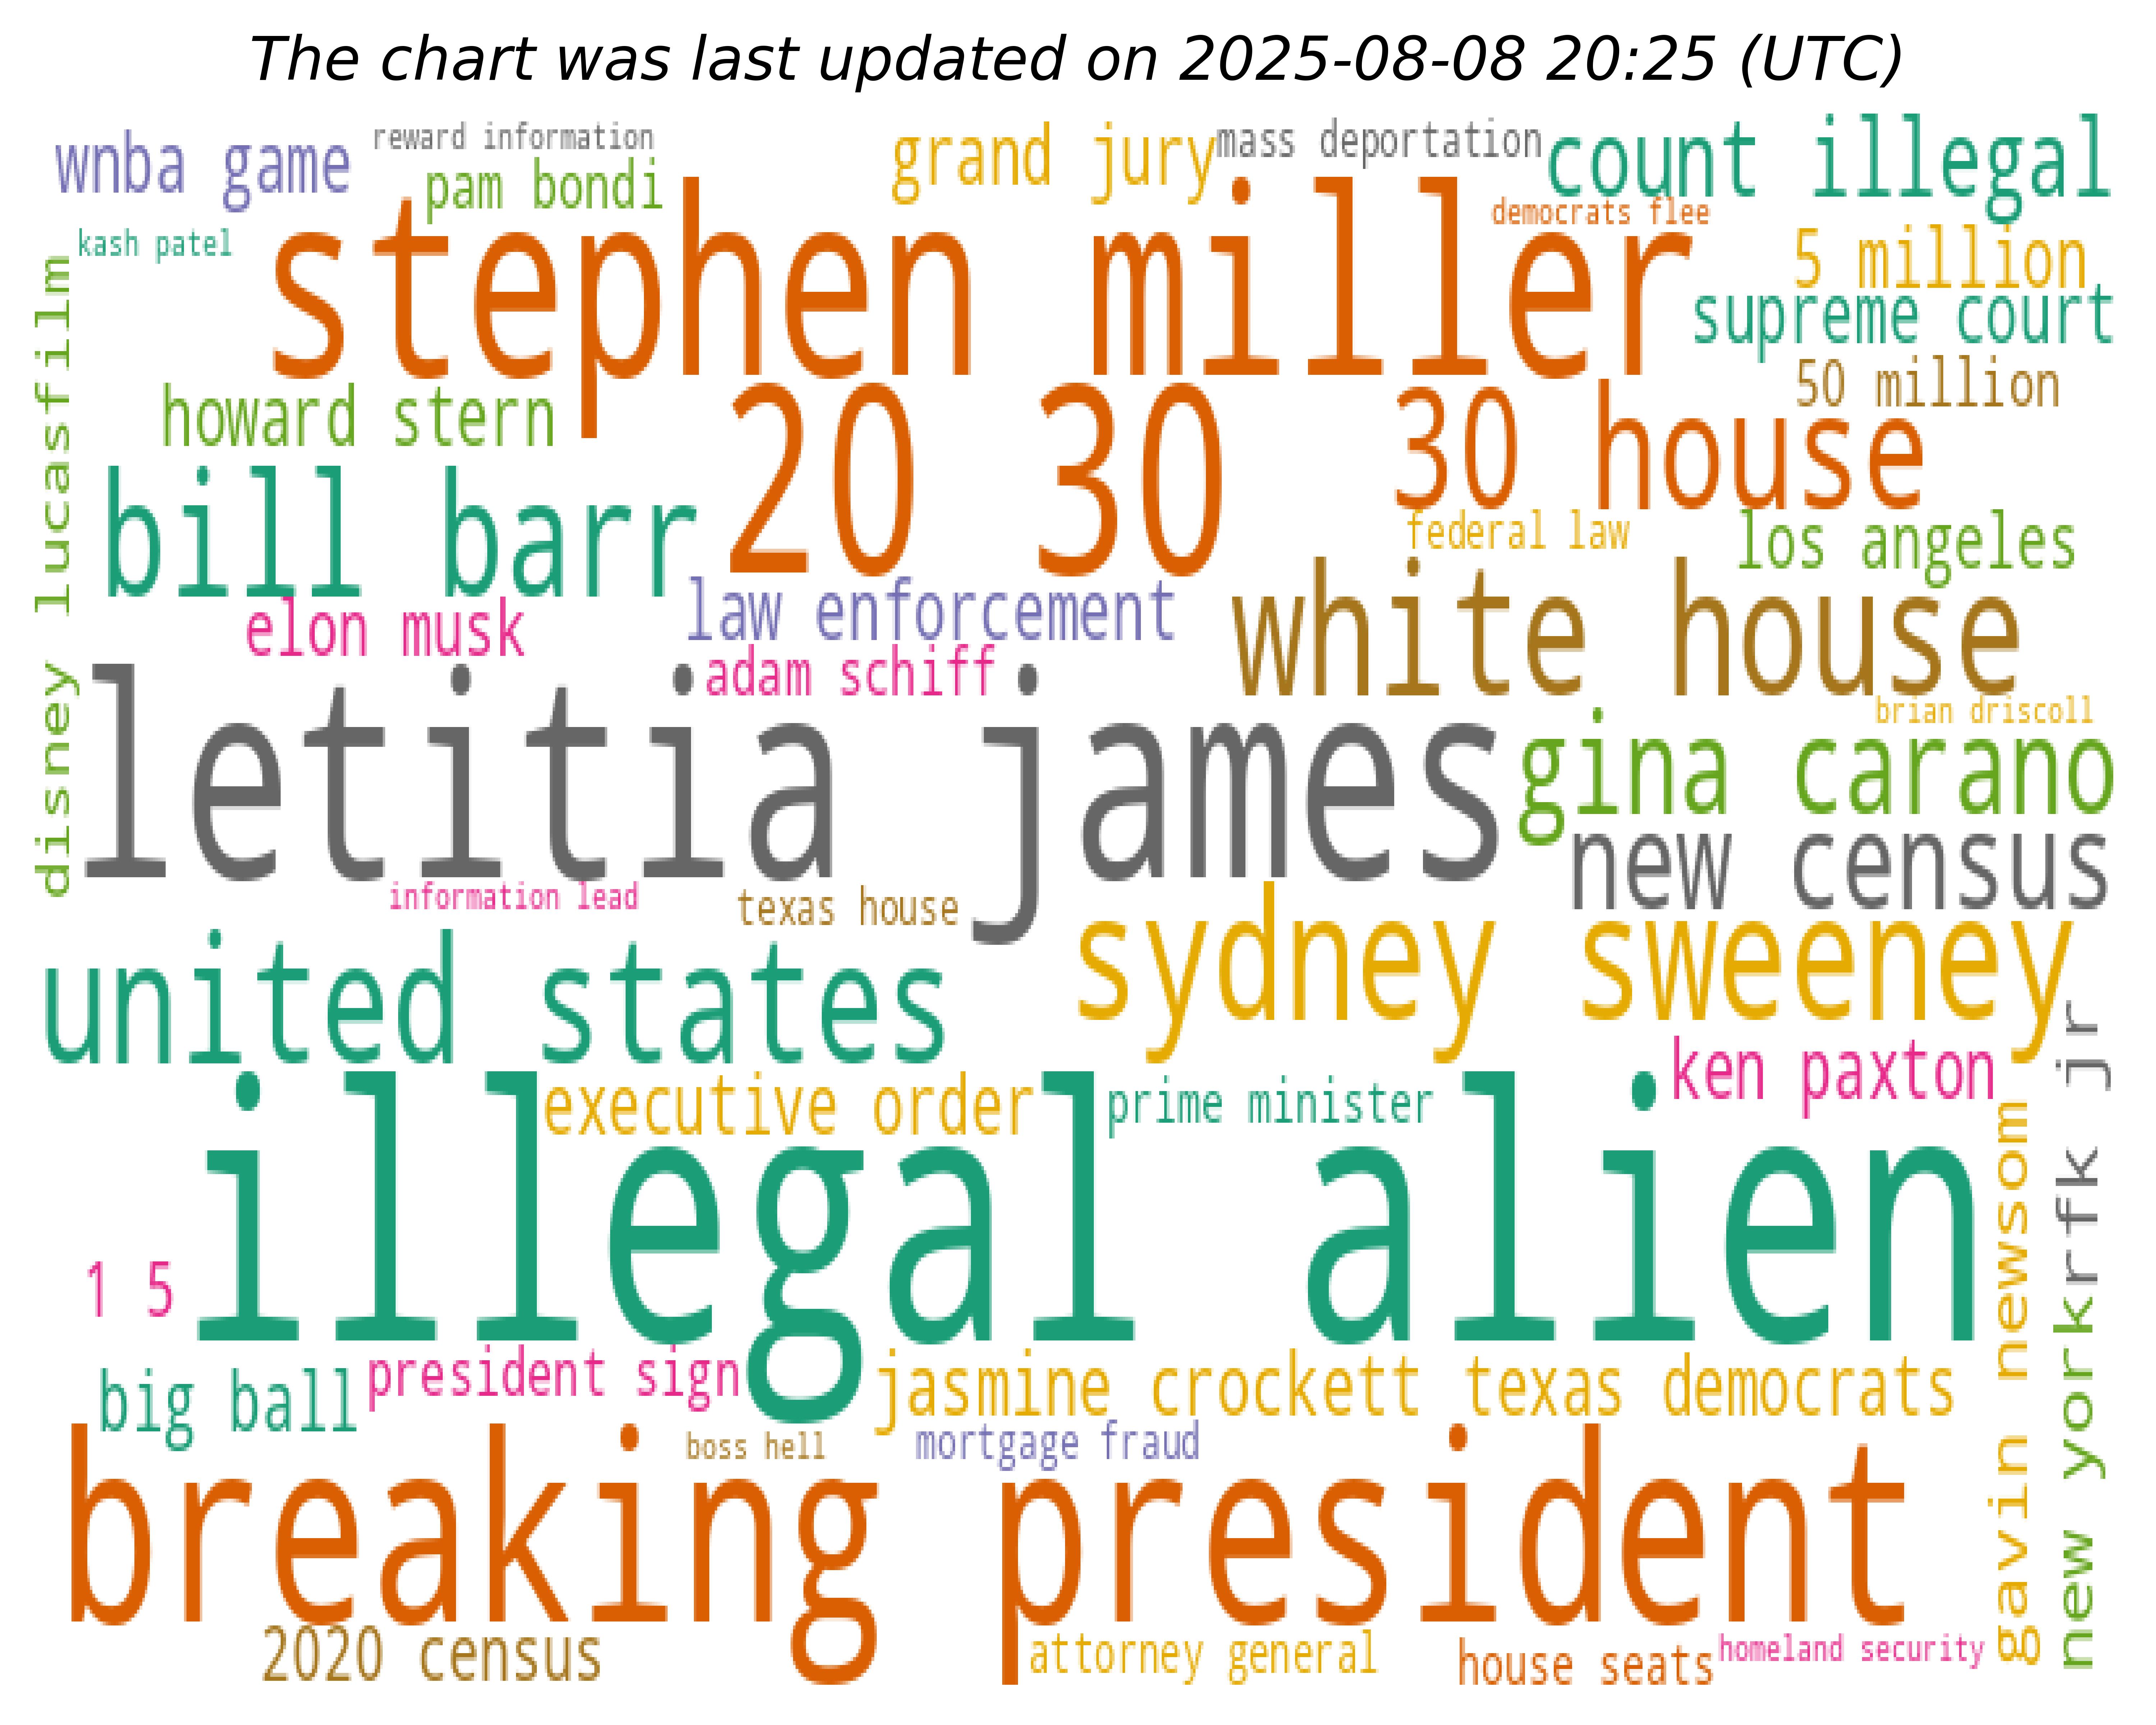 The chart was last updated on 2025-08-08 20:25 (UTC)
wnba game
reward information
grand jury
mass deportation
count illegal
pam bondi
stephen miller
democrats flee
kash patel
5 million
supreme court
disney lucasfilm
howard stern
20 30
30 house
50 million
bill barr
federal law
los angeles
elon musk
law enforcement
white house
adam schiff
letitia james
brian driscoll
gina carano
new census
information lead
texas house
sydney sweeney
united states
ken paxton
rfk jr
executive order
prime minister
illegal alien
gavin newsom
new york
1 5
big ball
president sign
jasmine crockett
texas democrats
boss hell
mortgage fraud
breaking president
2020 census
attorney general
house seats
homeland security